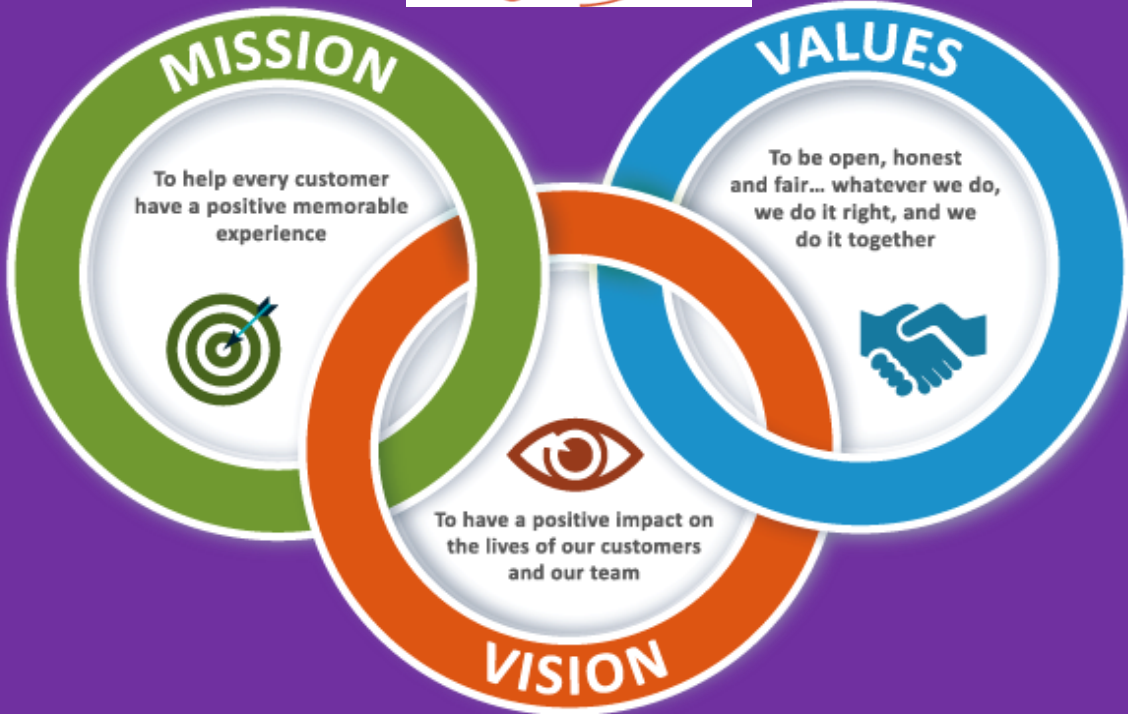 MISSION
To help every customer
have a positive memorable
experience
VALUES
To be open, honest
and fair... whatever we do,
we do it right, and we
do it together
To have a positive impact on
the lives of our customers
and our team
VISION